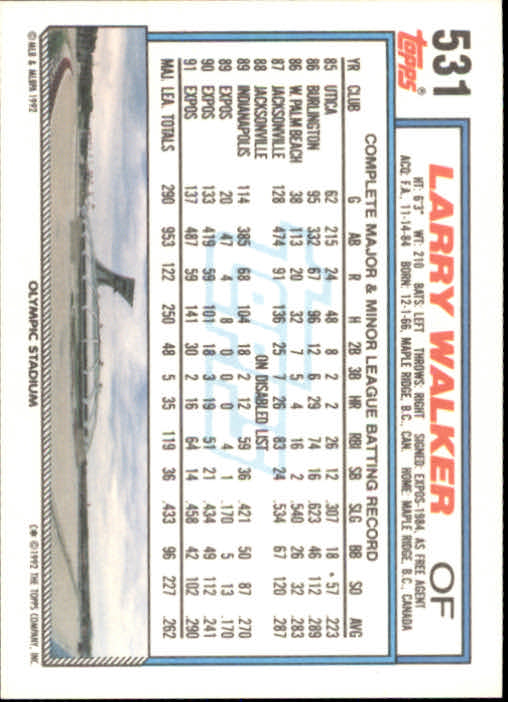 531
Topps®
LARRY WALKER OF
HT: 6'3" WT: 210 BATS: LEFT THROWS: RIGHT SIGNED: EXPOS-1984, AS FREE AGENT
ACQ: F.A., 11-14-84 BORN: 12-1-66, MAPLE RIDGE, B.C., CAN. HOME: MAPLE RIDGE, B.C., CANADA
COMPLETE MAJOR & MINOR LEAGUE BATTING RECORD
YR CLUB G AB R H 2B 3B HR RBI SB SLG BB SO AVG
85 UTICA 62 215 24 48 8 2 2 26 12 .307 18 • 57 .223
86 BURLINGTON 95 332 67 96 12 6 29 74 16 .623 46 112 .289
86 W. PALM BEACH 38 113 20 32 7 5 4 16 2 .540 26 32 .283
87 JACKSONVILLE 128 474 91 136 25 7 26 83 24 .534 67 120 .287
88 JACKSONVILLE ON DISABLED LIST
89 INDIANAPOLIS 114 385 68 104 18 2 12 59 36 .421 50 87 .270
89 EXPOS 20 47 4 8 0 0 0 4 1 .170 5 13 .170
90 EXPOS 133 419 59 101 18 3 19 51 21 .434 49 112 .241
91 EXPOS 137 487 59 141 30 2 16 64 14 .458 42 102 .290
MAJ. LEA. TOTALS 290 953 122 250 48 5 35 119 36 .433 96 227 .262
© MLB & MLBPA 1992
OLYMPIC STADIUM
C* © 1992 THE TOPPS COMPANY, INC.